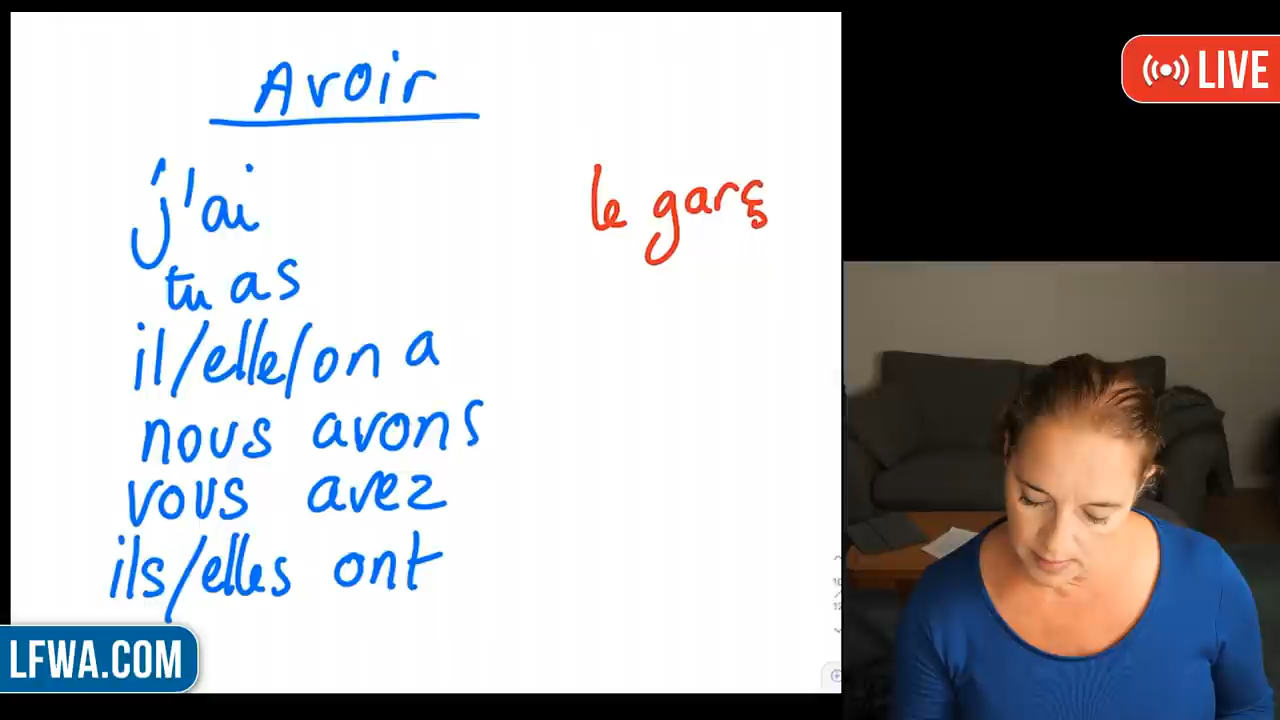 Avoir
j'ai
tu as
il/elle/on a
nous avons
vous avez
ils/elles ont
le garç
LIVE
LFWA.COM